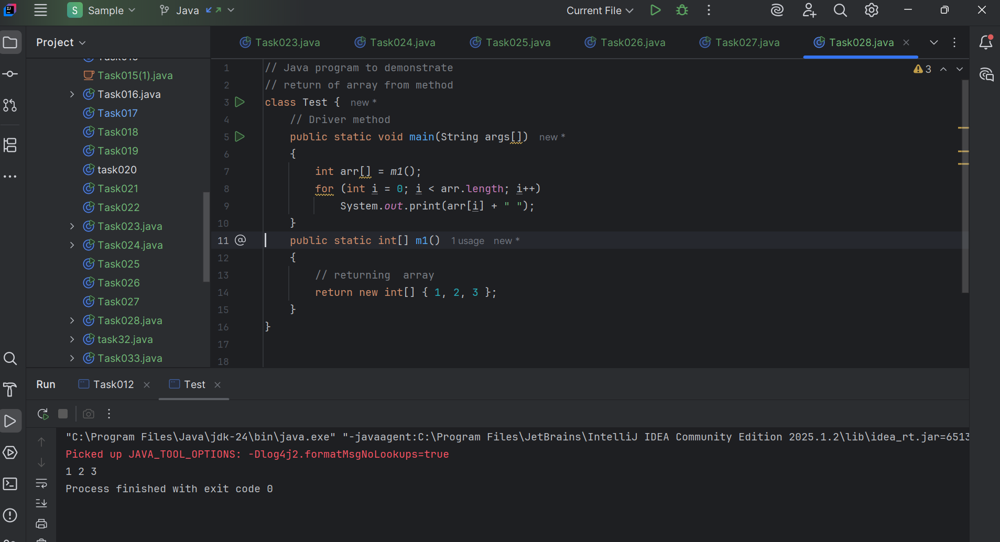 S Sample Java Current File
Project
Task023.java Task024.java Task025.java Task026.java Task027.java Task028.java
Task015(1).java
Task016.java
Task017
Task018
Task019
task020
Task021
Task022
Task023.java
Task024.java
Task025
Task026
Task027
Task028.java
task32.java
Task033.java
3
1 // Java program to demonstrate
2 // return of array from method
3 class Test { new *
4 // Driver method
5 public static void main(String args[]) new *
6 {
7 int arr[] = m1();
8 for (int i = 0; i < arr.length; i++)
9 System.out.print(arr[i] + " ");
10 }
11 @ public static int[] m1() 1 usage new *
12 {
13 // returning  array
14 return new int[] { 1, 2, 3 };
15 }
16 }
17
18
Run Task012 Test
"C:\Program Files\Java\jdk-24\bin\java.exe" "-javaagent:C:\Program Files\JetBrains\IntelliJ IDEA Community Edition 2025.1.2\lib\idea_rt.jar=6513
Picked up JAVA_TOOL_OPTIONS: -Dlog4j2.formatMsgNoLookups=true
1 2 3
Process finished with exit code 0